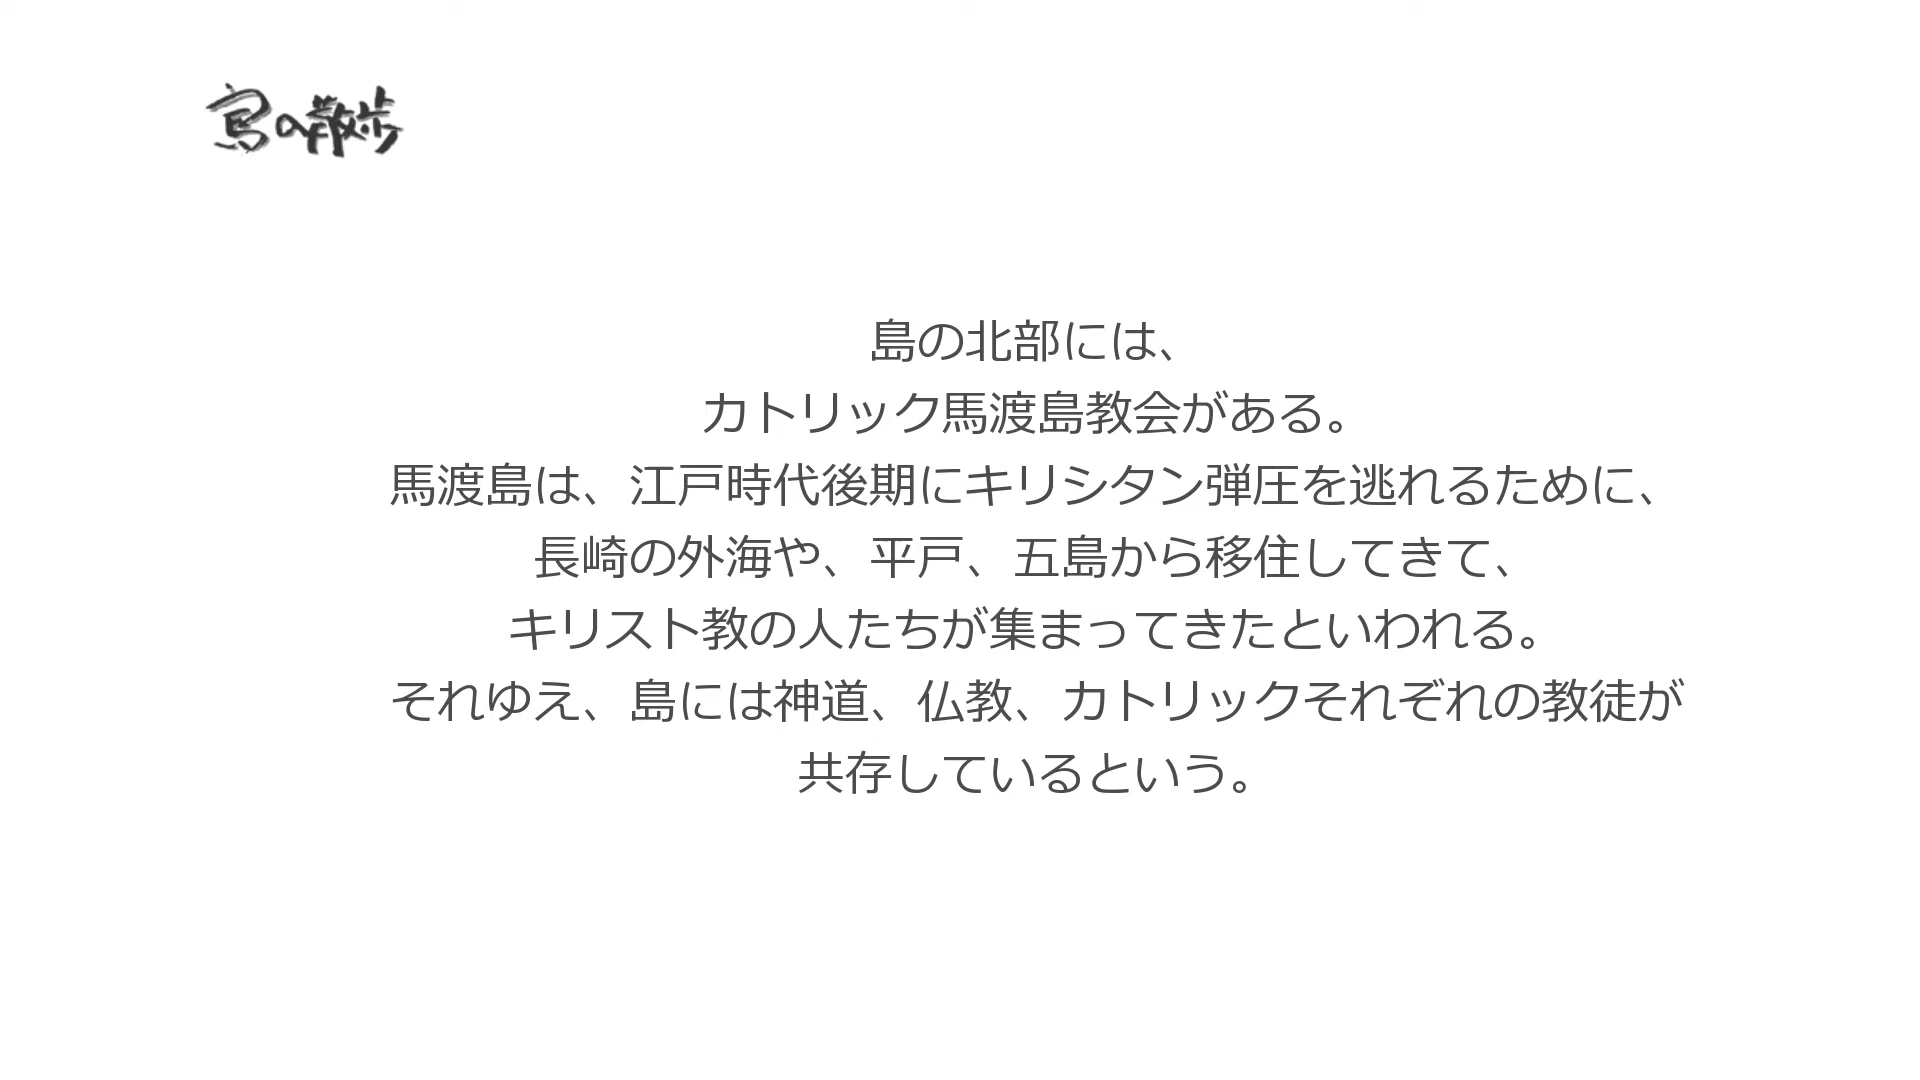 島の散歩
島の北部には、
カトリック馬渡島教会がある。
馬渡島は、江戸時代後期にキリシタン弾圧を逃れるために、
長崎の外海や、平戸、五島から移住してきて、
キリスト教の人たちが集まってきたといわれる。
それゆえ、島には神道、仏教、カトリックそれぞれの教徒が
共存しているという。